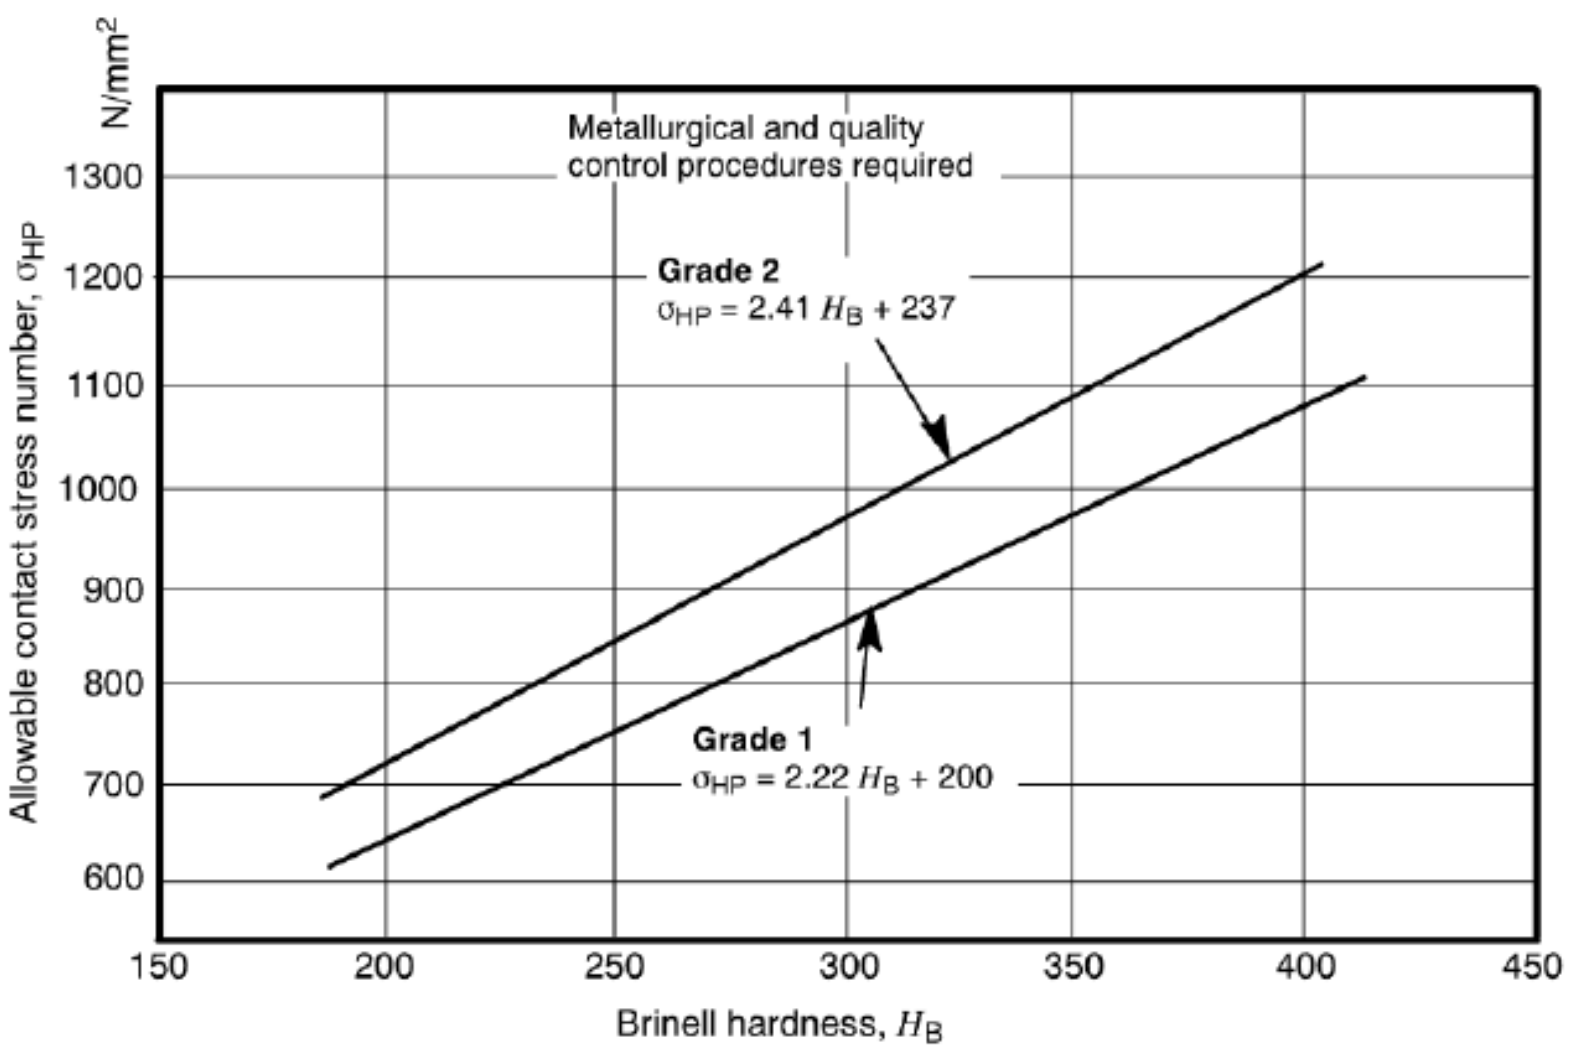 N/mm²
Allowable contact stress number, σHP
Metallurgical and quality
control procedures required
1300
1200
1100
1000
900
800
700
600
Grade 2
σHP = 2.41 HB + 237
Grade 1
σHP = 2.22 HB + 200
150 200 250 300 350 400 450
Brinell hardness, HB